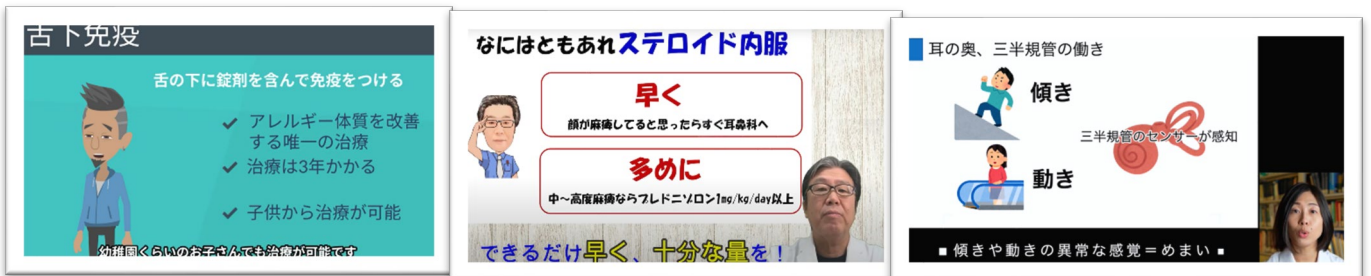 舌下免疫
舌の下に錠剤を含んで免疫をつける
✓ アレルギー体質を改善
する唯一の治療
✓ 治療は3年かかる
✓ 子供から治療が可能
幼稚園くらいのお子さんでも治療が可能です
なにはともあれステロイド内服
早く
顔が麻痺してると思ったらすぐ耳鼻科へ
多めに
中～高度麻痺ならプレドニゾロン1mg/kg/day以上
できるだけ早く、十分な量を！
耳の奥、三半規管の働き
傾き
三半規管のセンサーが感知
動き
■ 傾きや動きの異常な感覚＝めまい ■